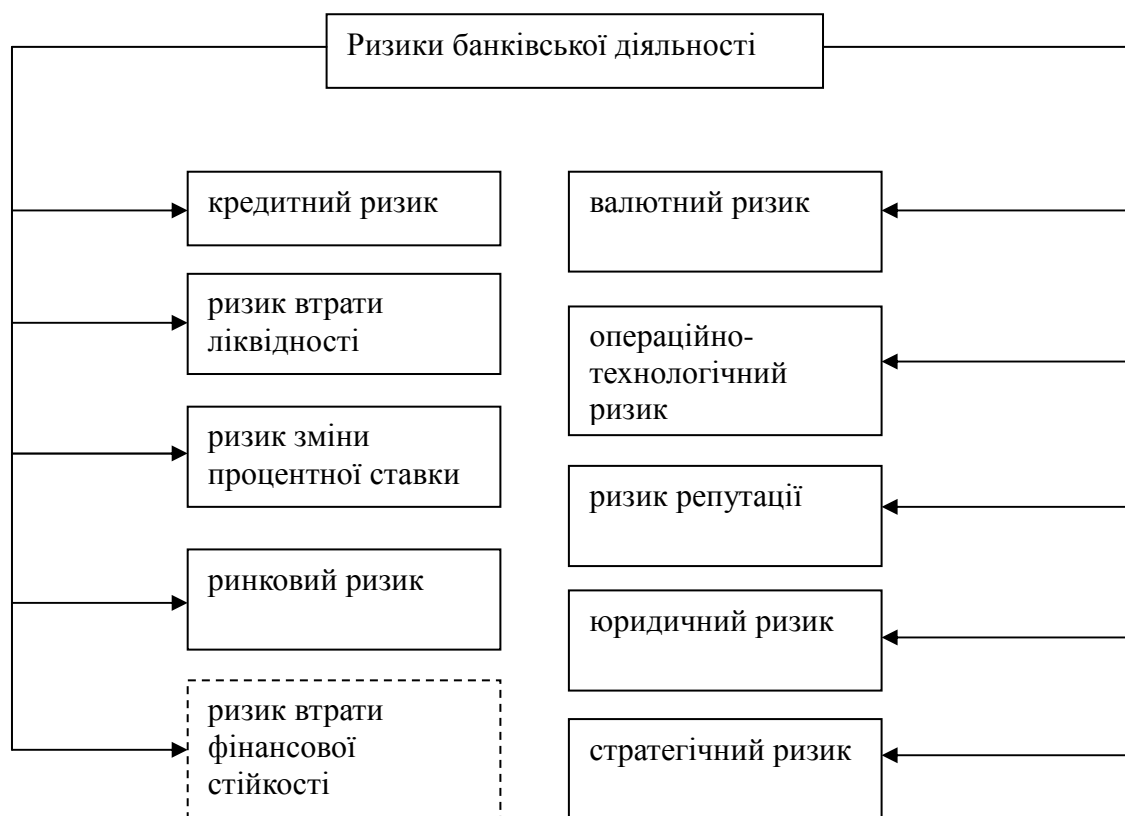 Ризики банківської діяльності
кредитний ризик
ризик втрати
ліквідності
ризик зміни
процентної ставки
ринковий ризик
ризик втрати
фінансової
стійкості
валютний ризик
операційно-
технологічний
ризик
ризик репутації
юридичний ризик
стратегічний ризик